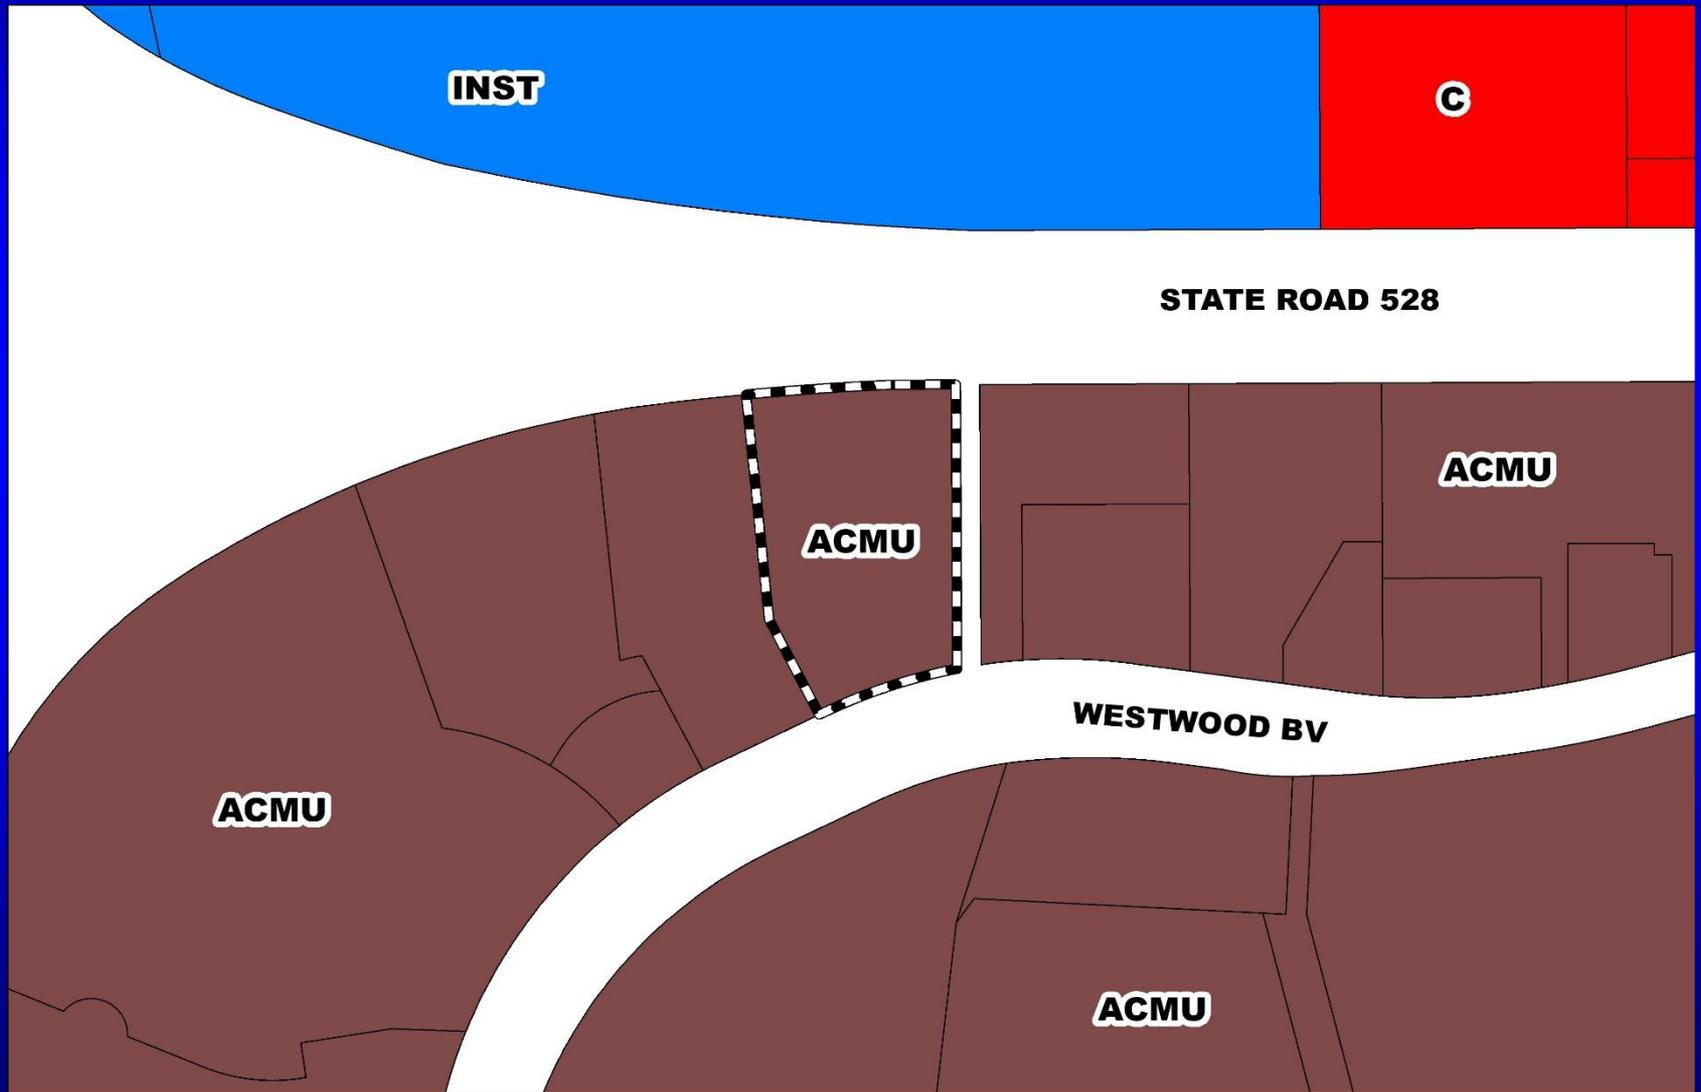 INST
C
STATE ROAD 528
ACMU
ACMU
WESTWOOD BV
ACMU
ACMU